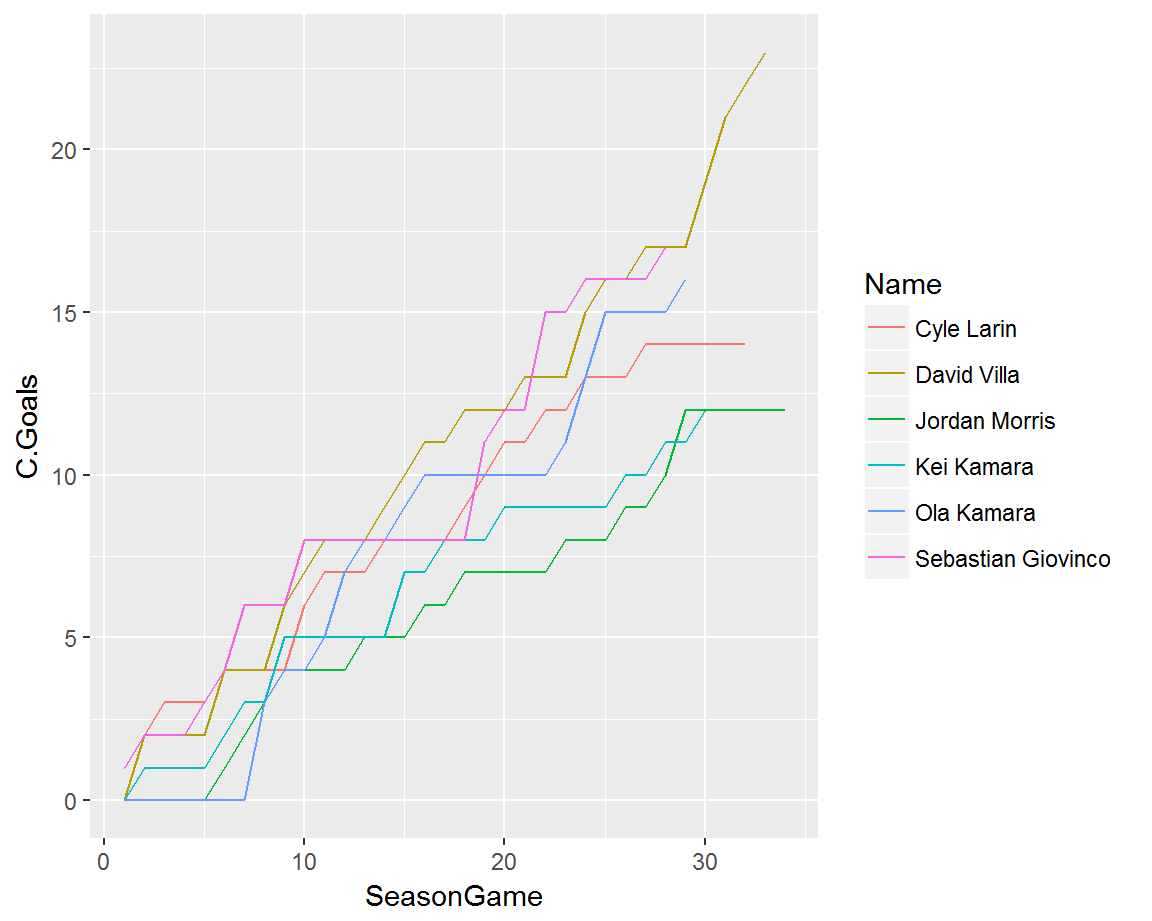 20
15
10
5
0
C.Goals
0 10 20 30
SeasonGame
Name
Cyle Larin
David Villa
Jordan Morris
Kei Kamara
Ola Kamara
Sebastian Giovinco